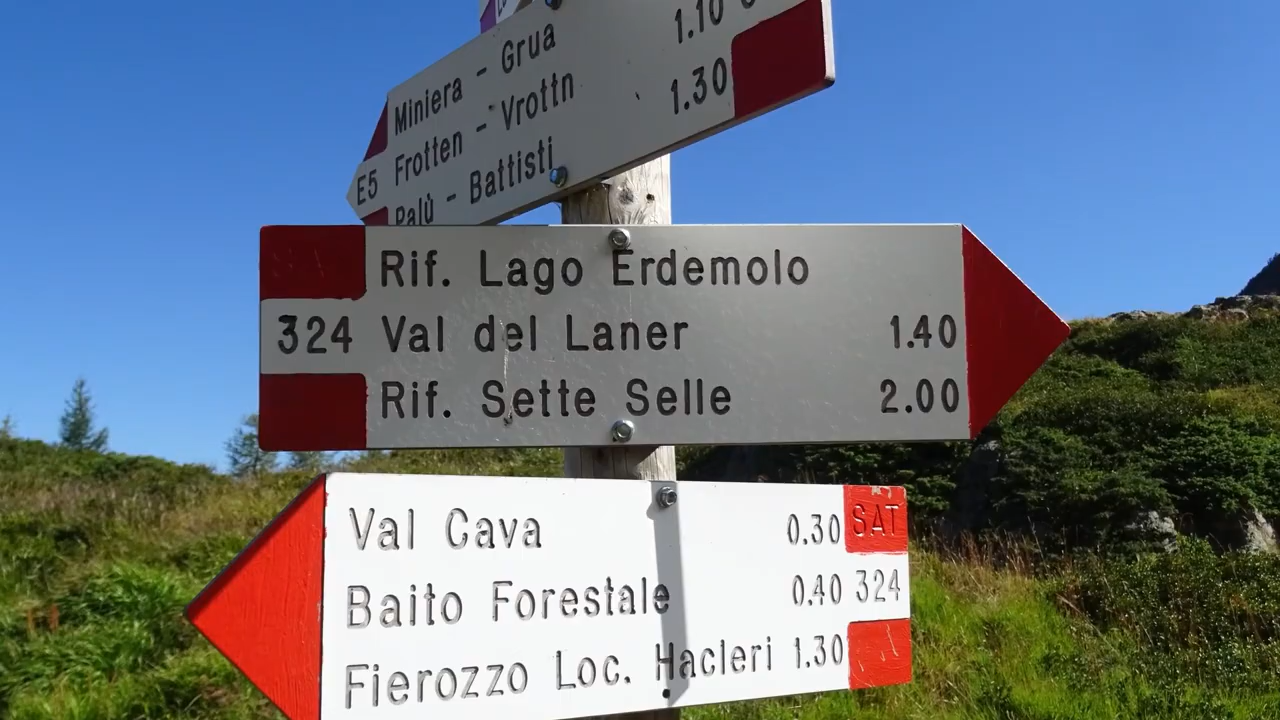 Miniera - Grua 1.10
E5 Frotten - Vrottn 1.30
Palù - Battisti
Rif. Lago Erdemolo
324 Val del Laner 1.40
Rif. Sette Selle 2.00
Val Cava 0.30 SAT
Baito Forestale 0.40 324
Fierozzo Loc. Hacleri 1.30